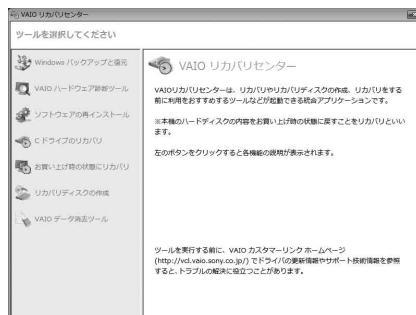 VAIO リカバリセンター
ツールを選択してください
Windows バックアップと復元
VAIO ハードウェア診断ツール
ソフトウェアの再インストール
C ドライブのリカバリ
お買い上げ時の状態にリカバリ
リカバリディスクの作成
VAIO データ消去ツール
VAIO リカバリセンター
VAIOリカバリセンターは、リカバリやリカバリディスクの作成、リカバリをする
前に利用をおすすめするツールなどが起動できる統合アプリケーションです。
※本機のハードディスクの内容をお買い上げ時の状態に戻すことをリカバリといい
ます。
左のボタンをクリックすると各機能の説明が表示されます。
ツールを実行する前に、VAIO カスタマーリンク ホームページ
(http://vcl.vaio.sony.co.jp/) でドライバの更新情報やサポート技術情報を参照
すると、トラブルの解決に役立つことがあります。